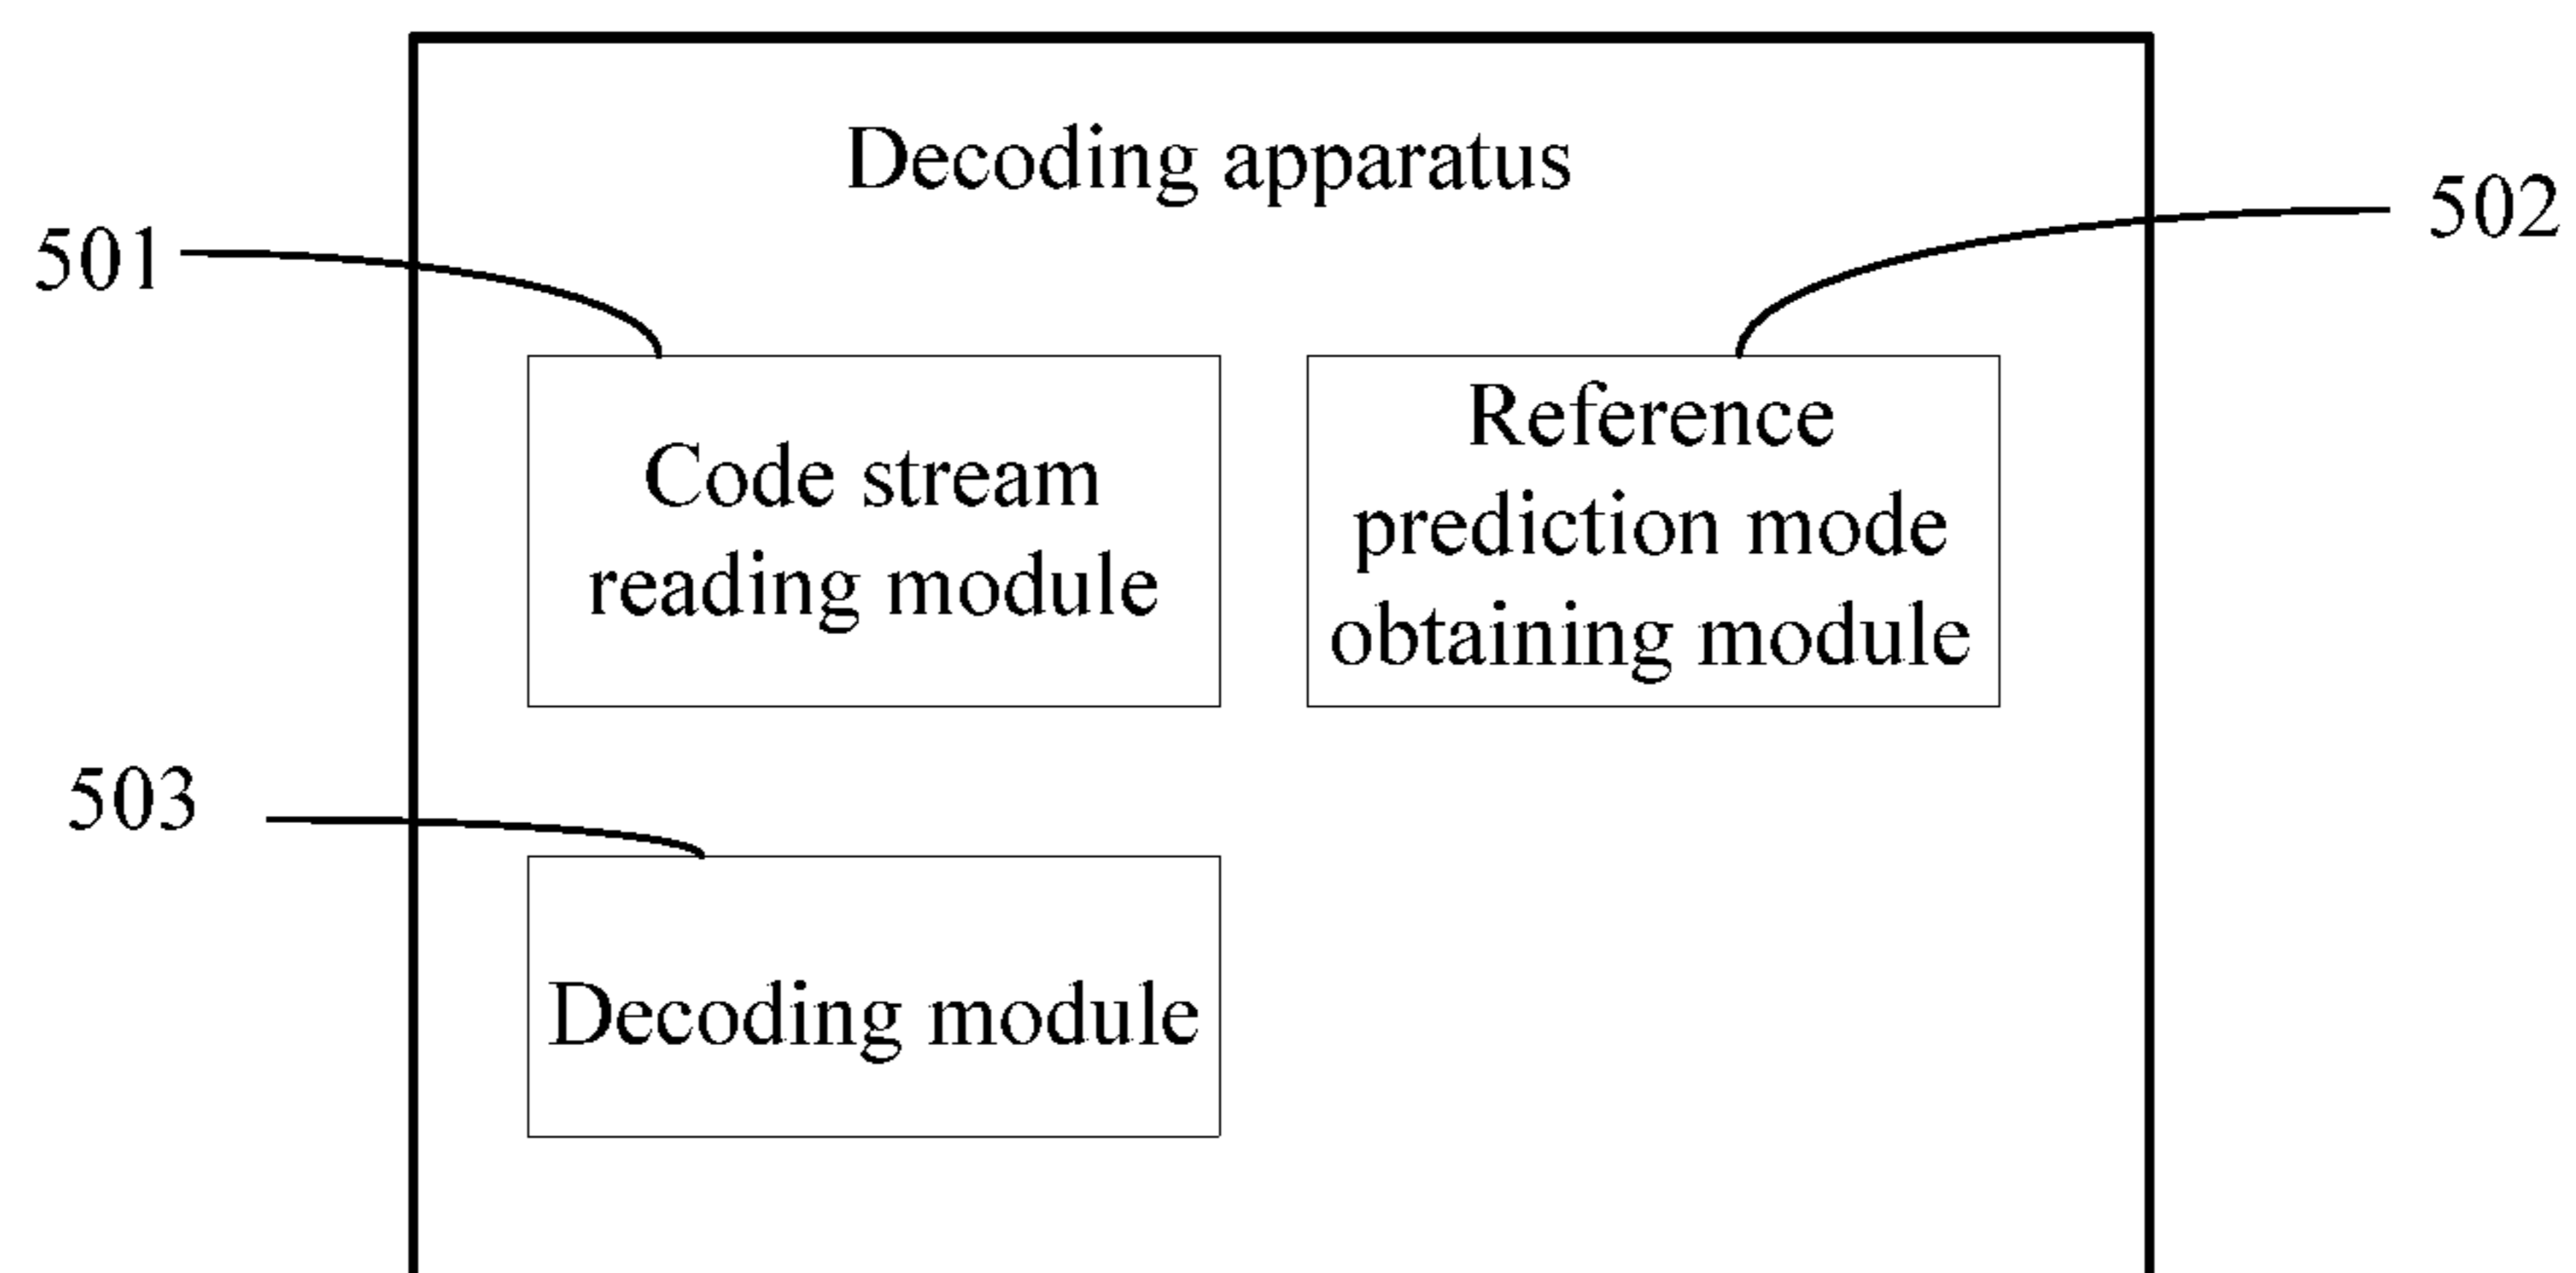 Decoding apparatus
501
502
Code stream
reading module
Reference
prediction mode
obtaining module
503
Decoding module